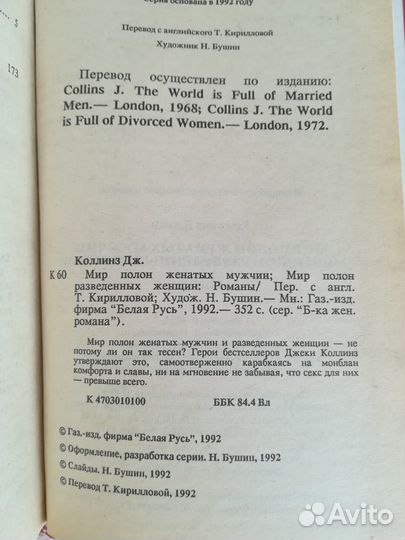 Серия основана в 1992 году
5
173
Перевод с английского Т. Кирилловой
Художник Н. Бушин
Перевод осуществлен по изданию:
Collins J. The World is Full of Married
Men.— London, 1968; Collins J. The World
is Full of Divorced Women.— London, 1972.
Коллинз Дж.
К 60 Мир полон женатых мужчин; Мир полон
разведенных женщин: Романы/ Пер. с англ.
Т. Кирилловой; Худож. Н. Бушин.— Мн.: Газ.-изд.
фирма “Белая Русь”, 1992.— 352 с. (сер. “Б-ка жен.
романа”).
Мир полон женатых мужчин и разведенных женщин — не
потому ли он так тесен? Герои бестселлеров Джеки Коллинз
утверждают это, самоотверженно карабкаясь на монблан
комфорта и славы, ни на мгновение не забывая, что секс для них —
превыше всего.
К 4703010100 ББК 84.4 Вл
© Газ.-изд. фирма “Белая Русь”, 1992
© Оформление, разработка серии. Н. Бушин, 1992
© Слайды. Н. Бушин, 1992
© Перевод Т. Кирилловой, 1992
Avito